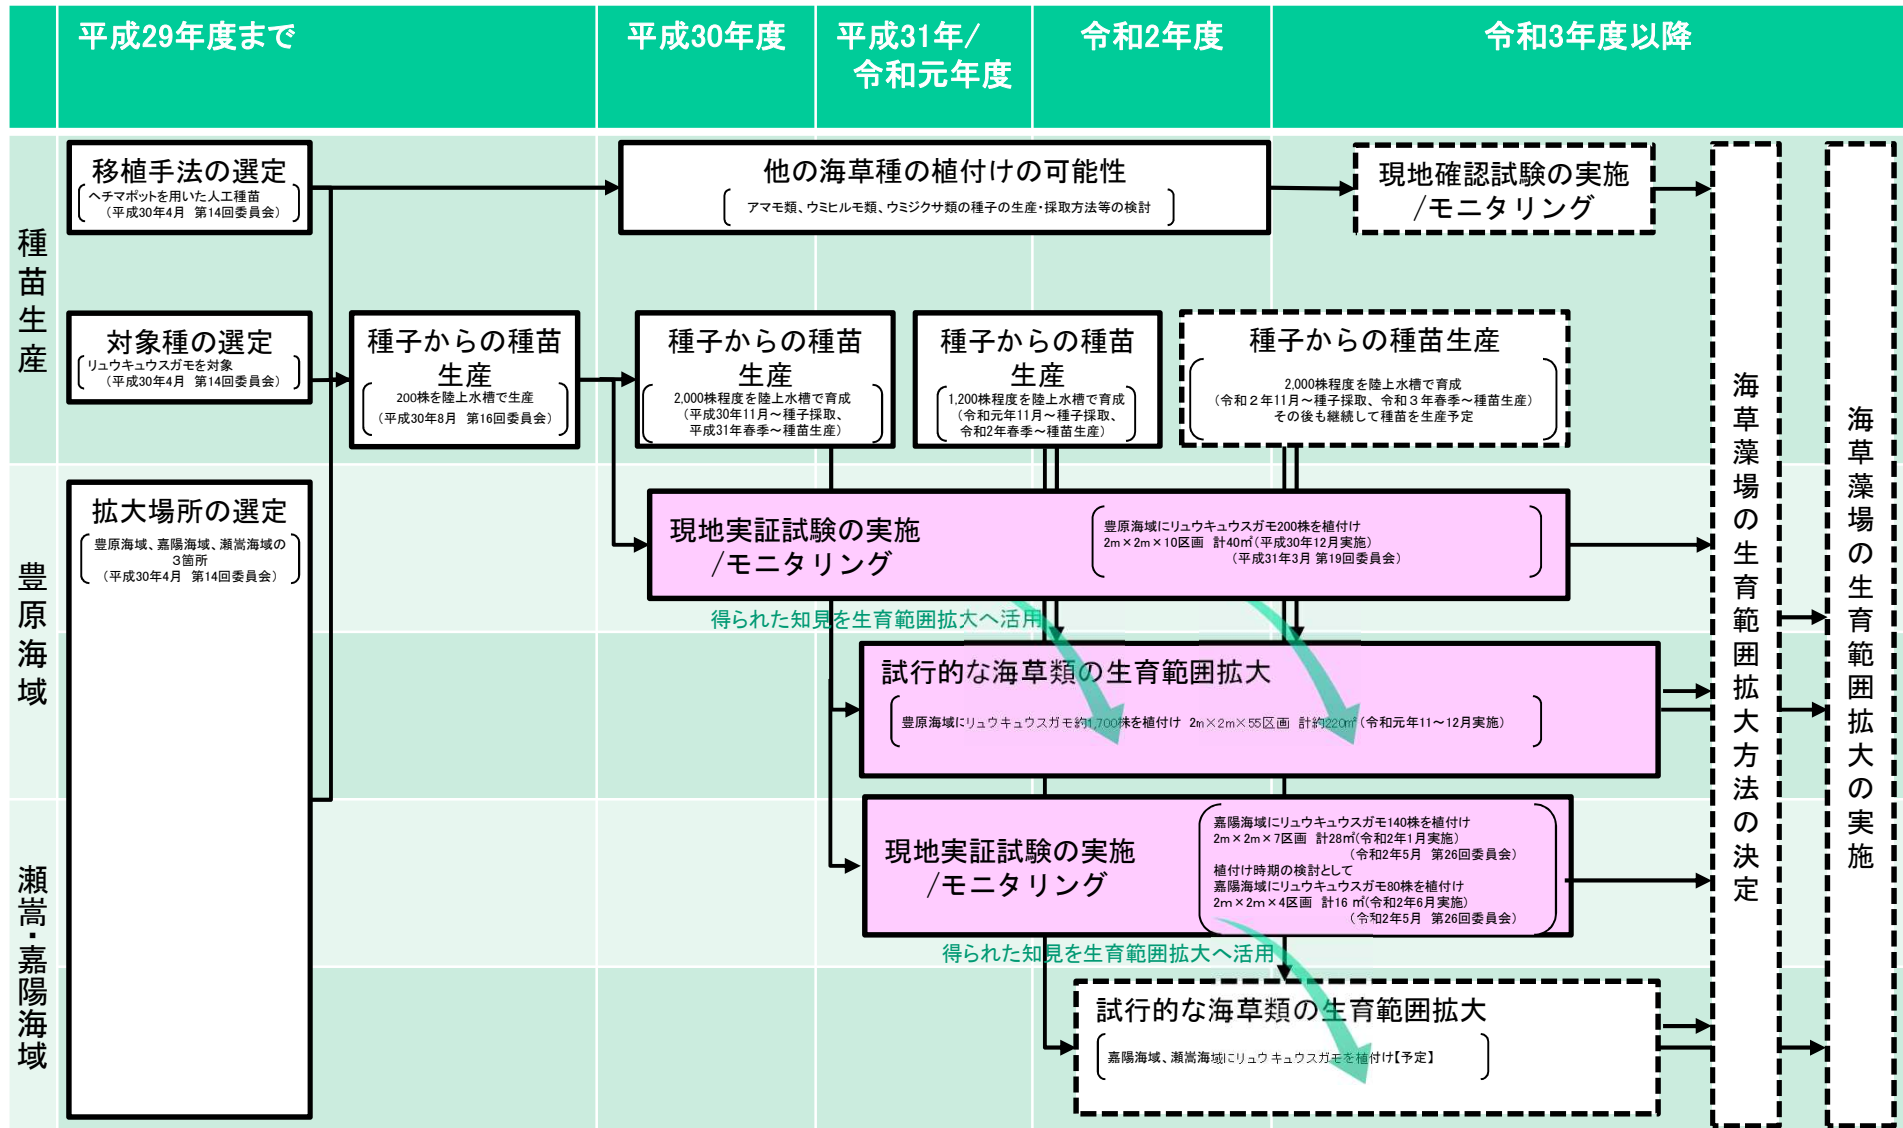 平成29年度まで
平成30年度
平成31年/
令和元年度
令和2年度
令和3年度以降
種苗生産
移植手法の選定
ヘチマポットを用いた人工種苗
（平成30年4月　第14回委員会）
他の海草種の植付けの可能性
アマモ類、ウミヒルモ類、ウミジクサ類の種子の生産・採取方法等の検討
現地確認試験の実施
/モニタリング
対象種の選定
リュウキュウスガモを対象
（平成30年4月　第14回委員会）
種子からの種苗
生産
200株を陸上水槽で生産
（平成30年8月　第16回委員会）
種子からの種苗
生産
2,000株程度を陸上水槽で育成
（平成30年11月～種子採取、
平成31年春季～種苗生産）
種子からの種苗
生産
1,200株程度を陸上水槽で育成
（令和元年11月～種子採取、
令和2年春季～種苗生産）
種子からの種苗生産
2,000株程度を陸上水槽で育成
（令和２年11月～種子採取、令和３年春季～種苗生産）
その後も継続して種苗を生産予定
豊原海域
拡大場所の選定
豊原海域、嘉陽海域、瀬嵩海域の
３箇所
（平成30年4月　第14回委員会）
現地実証試験の実施
/モニタリング
豊原海域にリュウキュウスガモ200株を植付け
2m×2m×10区画　計40㎡（平成30年12月実施）
（平成31年3月 第19回委員会）
得られた知見を生育範囲拡大へ活用
試行的な海草類の生育範囲拡大
豊原海域にリュウキュウスガモ約1,700株を植付け　2m×2m×55区画　計約220㎡（令和元年11～12月実施）
瀬嵩・嘉陽海域
現地実証試験の実施
/モニタリング
嘉陽海域にリュウキュウスガモ140株を植付け
2m×2m×7区画　計28㎡（令和2年1月実施）
（令和2年5月　第26回委員会）
植付け時期の検討として
嘉陽海域にリュウキュウスガモ80株を植付け
2m×2m×4区画　計16 ㎡（令和2年6月実施）
（令和2年5月　第26回委員会）
得られた知見を生育範囲拡大へ活用
試行的な海草類の生育範囲拡大
嘉陽海域、瀬嵩海域にリュウキュウスガモを植付け【予定】
海草藻場の生育範囲拡大方法の決定
海草藻場の生育範囲拡大の実施